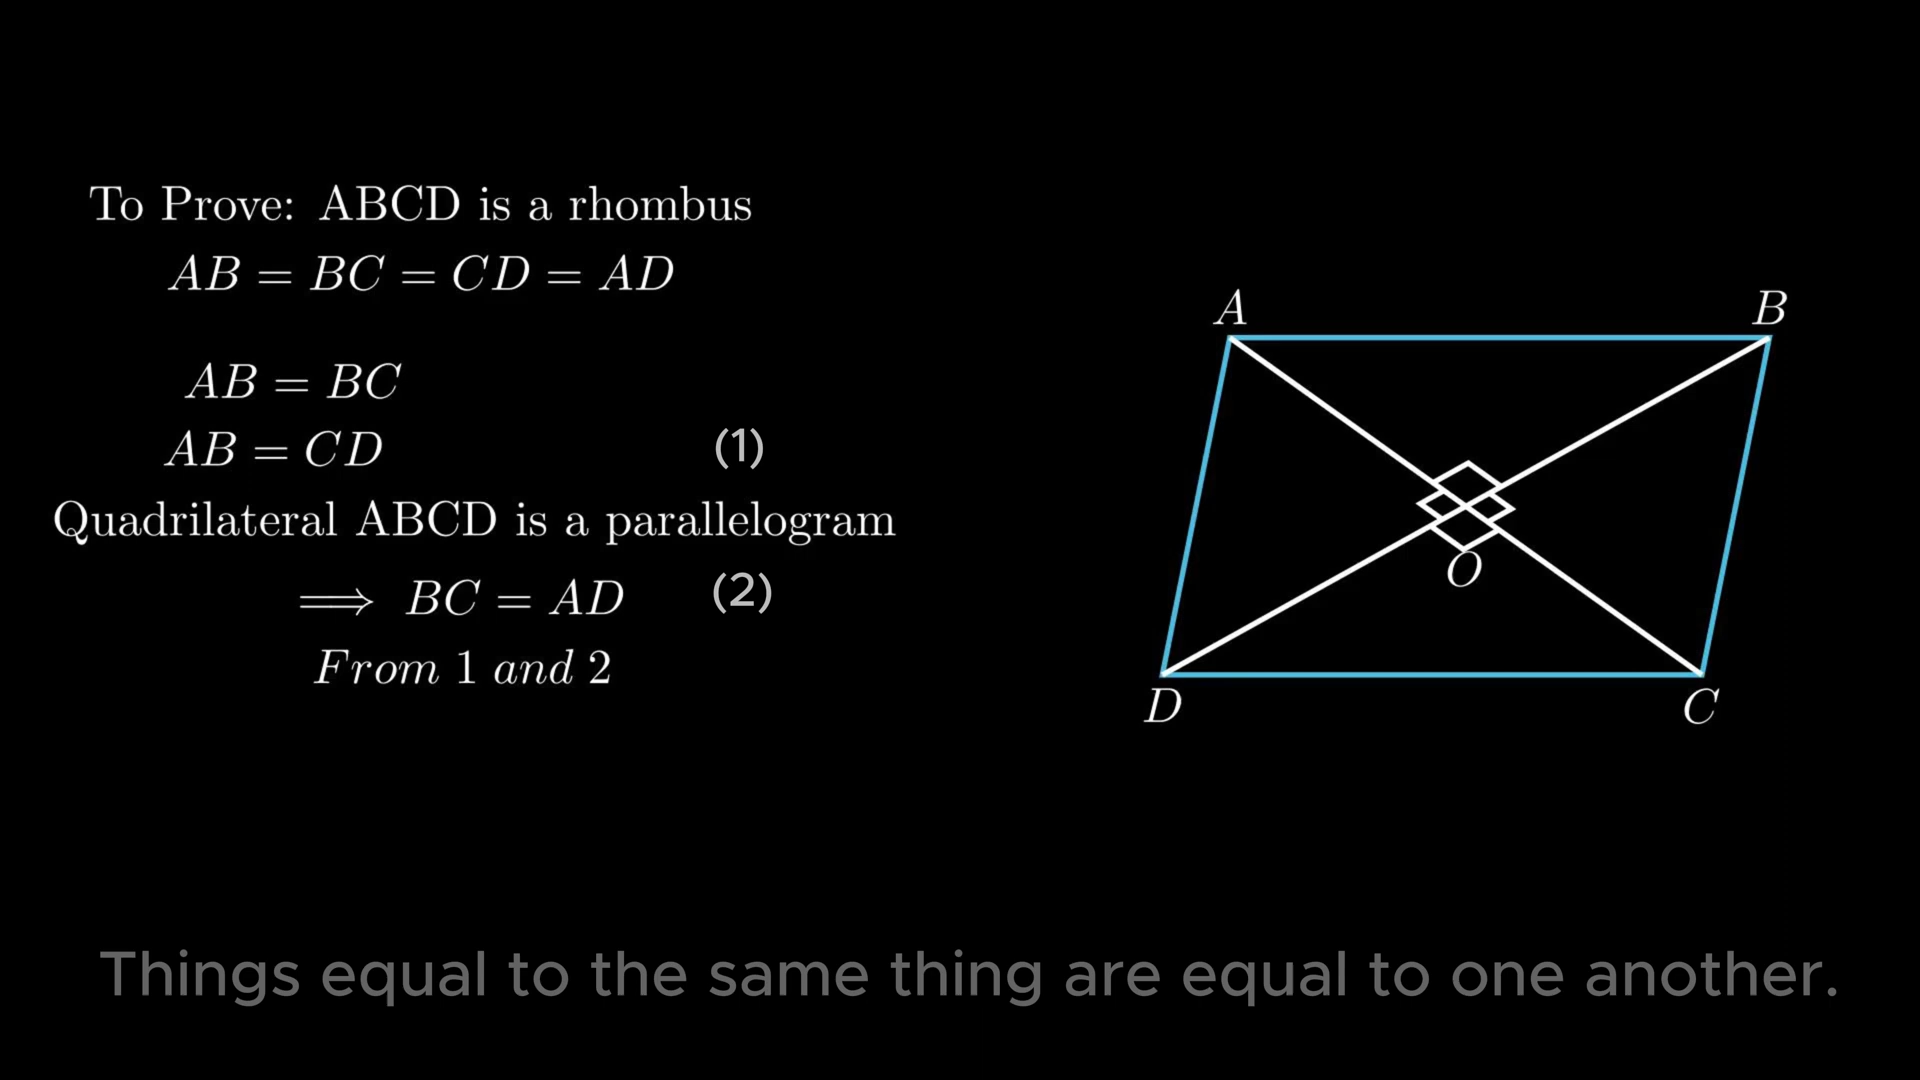 To Prove: ABCD is a rhombus
AB = BC = CD = AD
AB = BC
AB = CD (1)
Quadrilateral ABCD is a parallelogram
⟹ BC = AD (2)
From 1 and 2
A B
O
D C
Things equal to the same thing are equal to one another.